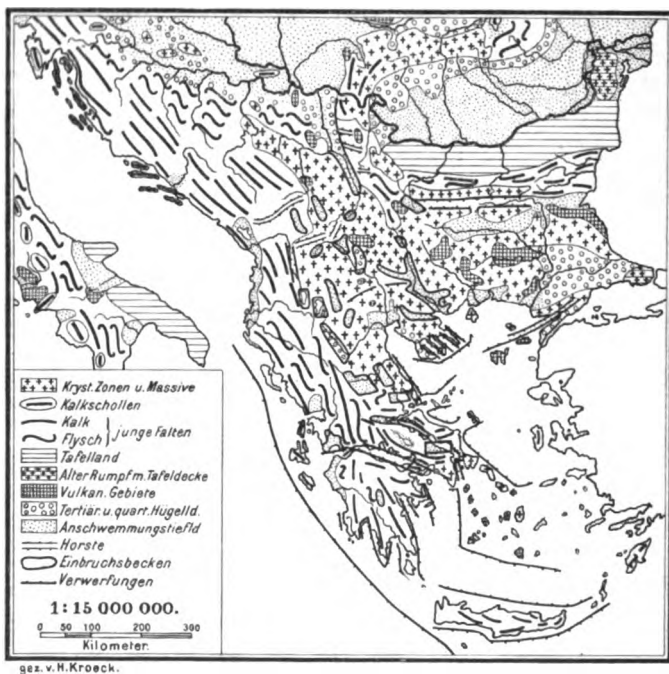 Kryst. Zonen u. Massive
Kalkschollen
Kalk
Flysch
junge Falten
Tafelland
Alter Rumpf m. Tafeldecke
Vulkan. Gebiete
Tertiär. u. quart. Hügelld.
Anschwemmungstiefld
Horste
Einbruchsbecken
Verwerfungen
1:15 000 000.
0 50 100 200 300
Kilometer.
gez. v. H. Kroeck.